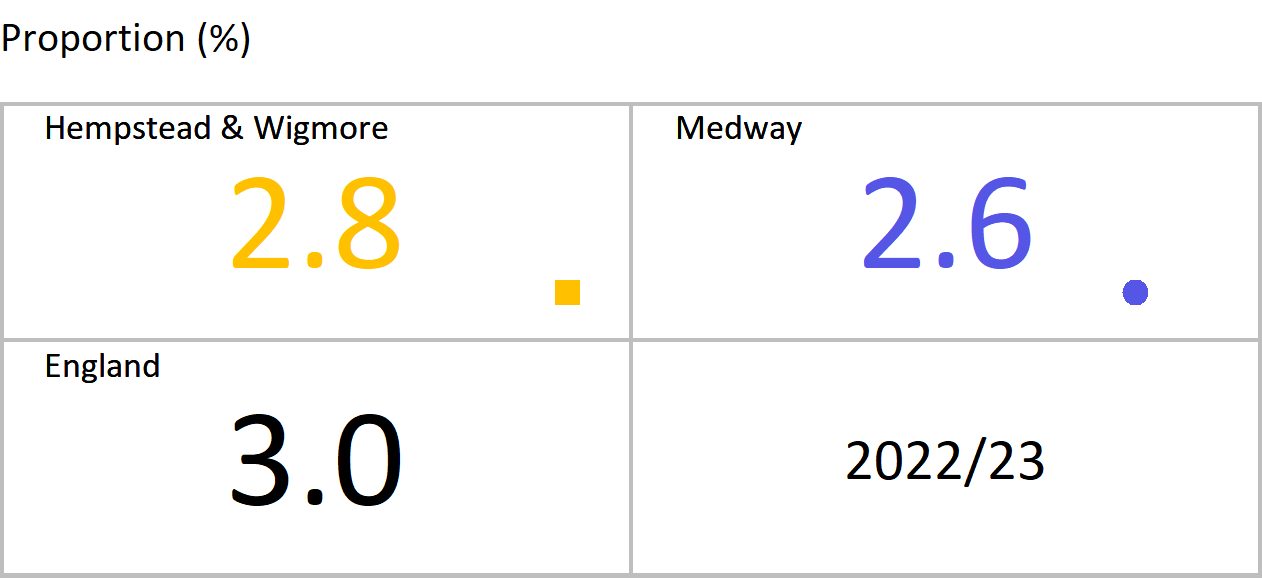 Proportion (%)
Hempstead & Wigmore
2.8
Medway
2.6
England
3.0
2022/23